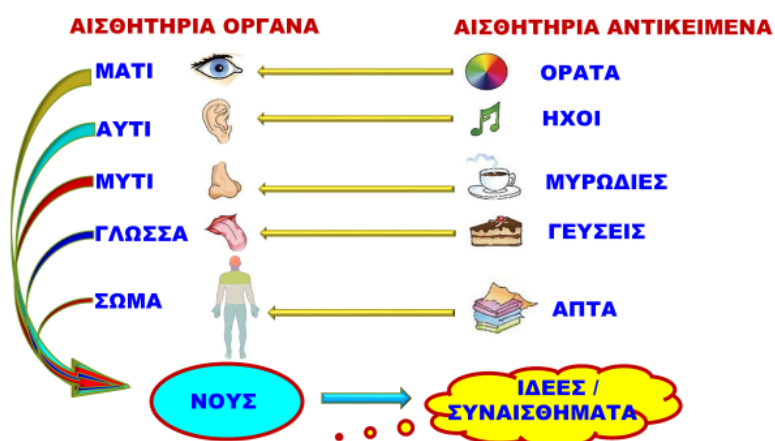 ΑΙΣΘΗΤΗΡΙΑ ΟΡΓΑΝΑ
ΑΙΣΘΗΤΗΡΙΑ ΑΝΤΙΚΕΙΜΕΝΑ
ΜΑΤΙ
ΟΡΑΤΑ
ΑΥΤΙ
ΗΧΟΙ
ΜΥΤΙ
ΜΥΡΩΔΙΕΣ
ΓΛΩΣΣΑ
ΓΕΥΣΕΙΣ
ΣΩΜΑ
ΑΠΤΑ
ΝΟΥΣ
ΙΔΕΕΣ /
ΣΥΝΑΙΣΘΗΜΑΤΑ